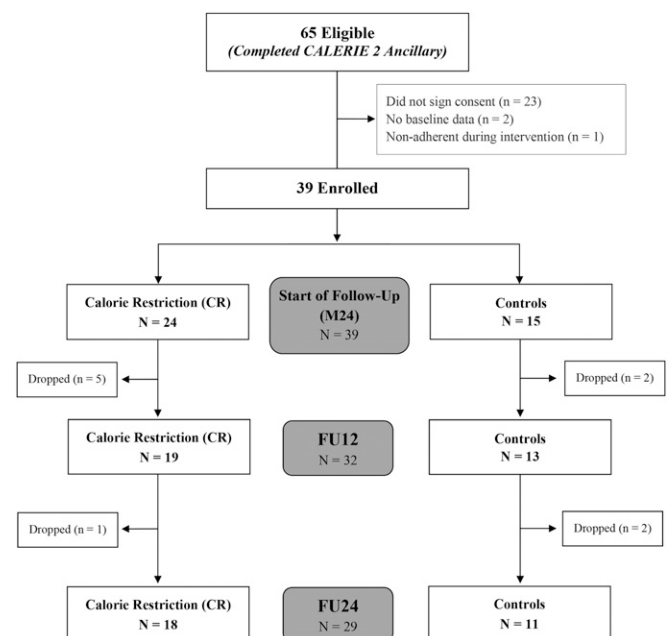 65 Eligible
(Completed CALERIE 2 Ancillary)
Did not sign consent (n = 23)
No baseline data (n = 2)
Non-adherent during intervention (n = 1)
39 Enrolled
Calorie Restriction (CR)
N = 24
Start of Follow-Up
(M24)
N = 39
Controls
N = 15
Dropped (n = 5)
Dropped (n = 2)
Calorie Restriction (CR)
N = 19
FU12
N = 32
Controls
N = 13
Dropped (n = 1)
Dropped (n = 2)
Calorie Restriction (CR)
N = 18
FU24
N = 29
Controls
N = 11